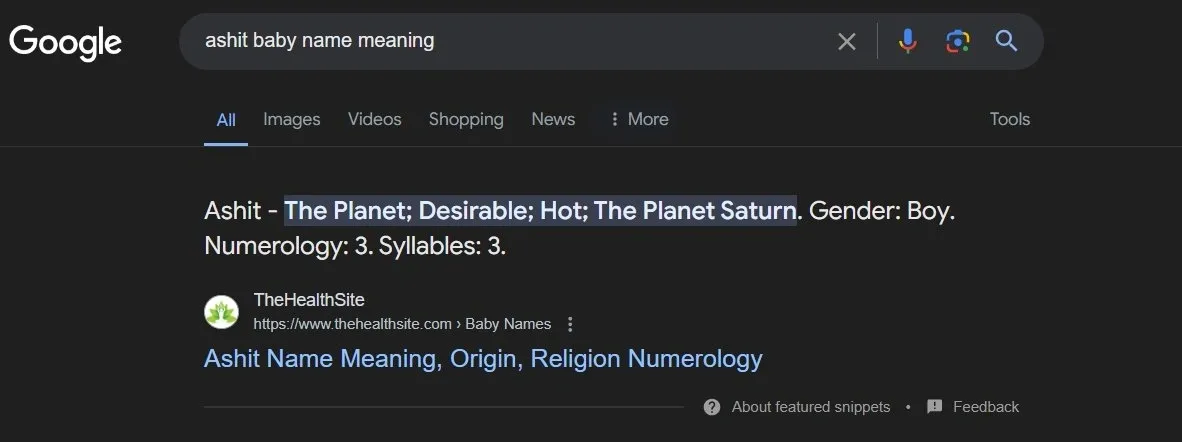 Google
ashit baby name meaning
All Images Videos Shopping News More Tools
Ashit - The Planet; Desirable; Hot; The Planet Saturn. Gender: Boy.
Numerology: 3. Syllables: 3.
TheHealthSite
https://www.thehealthsite.com › Baby Names
Ashit Name Meaning, Origin, Religion Numerology
About featured snippets • Feedback